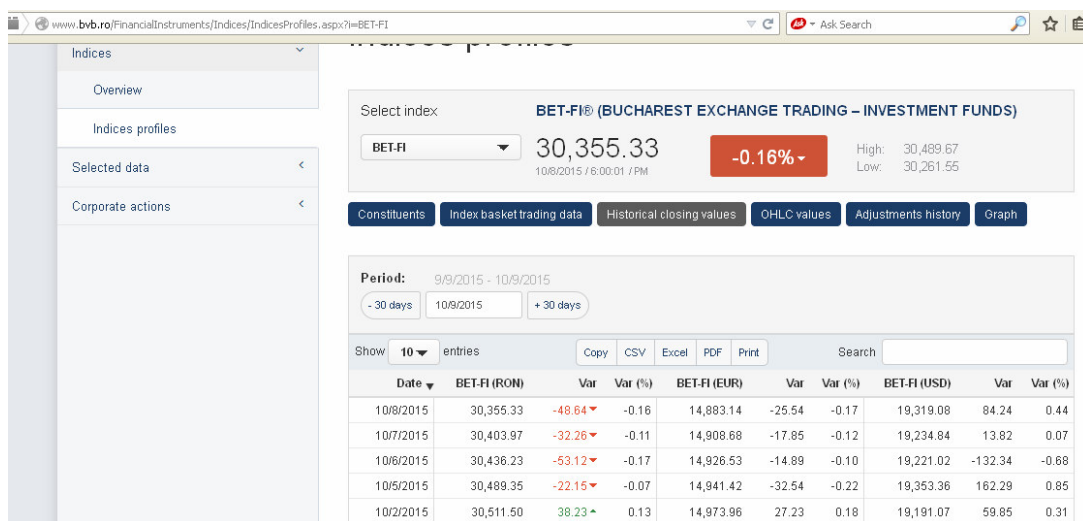 www.bvb.ro/FinancialInstruments/Indices/IndicesProfiles.aspx?i=BET-FI
Ask Search
Indices profiles
Indices
Overview
Indices profiles
Selected data
Corporate actions
Select index
BET-FI® (BUCHAREST EXCHANGE TRADING – INVESTMENT FUNDS)
BET-FI
30,355.33
10/8/2015 / 6:00:01 / PM
-0.16%
High: 30,489.67
Low: 30,261.55
Constituents Index basket trading data Historical closing values OHLC values Adjustments history Graph
Period: 9/9/2015 - 10/9/2015
- 30 days 10/9/2015 + 30 days
Show 10 entries Copy CSV Excel PDF Print Search
Date BET-FI (RON) Var Var (%) BET-FI (EUR) Var Var (%) BET-FI (USD) Var Var (%)
10/8/2015 30,355.33 -48.64 -0.16 14,883.14 -25.54 -0.17 19,319.08 84.24 0.44
10/7/2015 30,403.97 -32.26 -0.11 14,908.68 -17.85 -0.12 19,234.84 13.82 0.07
10/6/2015 30,436.23 -53.12 -0.17 14,926.53 -14.89 -0.10 19,221.02 -132.34 -0.68
10/5/2015 30,489.35 -22.15 -0.07 14,941.42 -32.54 -0.22 19,353.36 162.29 0.85
10/2/2015 30,511.50 38.23 0.13 14,973.96 27.23 0.18 19,191.07 59.85 0.31